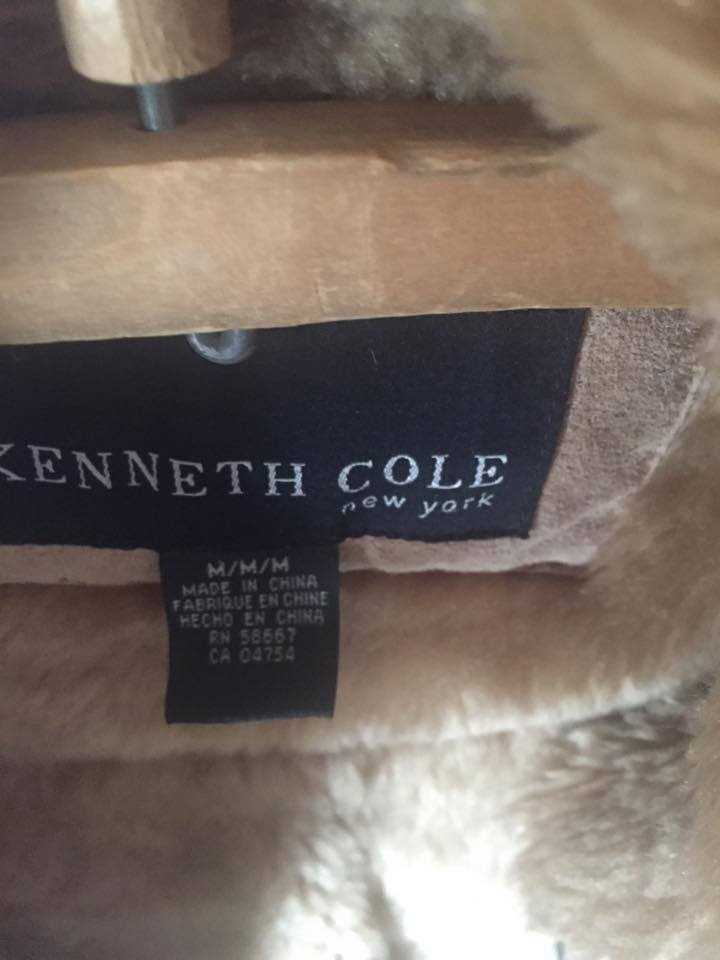 KENNETH COLE
new york
M/M/M
MADE IN CHINA
FABRIQUE EN CHINE
HECHO EN CHINA
RN 58667
CA 04754